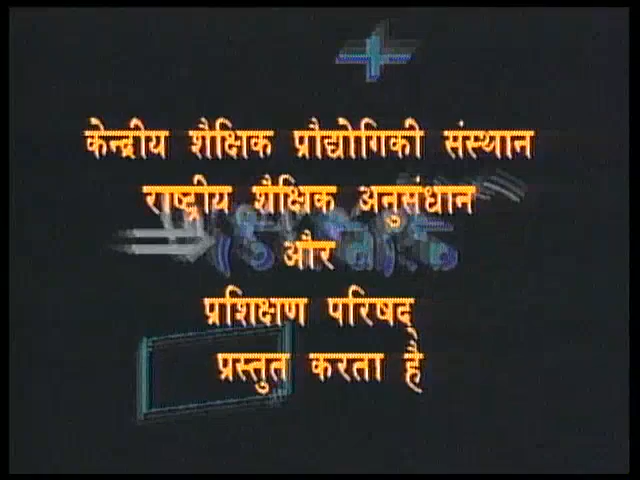 केन्द्रीय शैक्षिक प्रौद्योगिकी संस्थान
राष्ट्रीय शैक्षिक अनुसंधान
और
प्रशिक्षण परिषद्
प्रस्तुत करता है